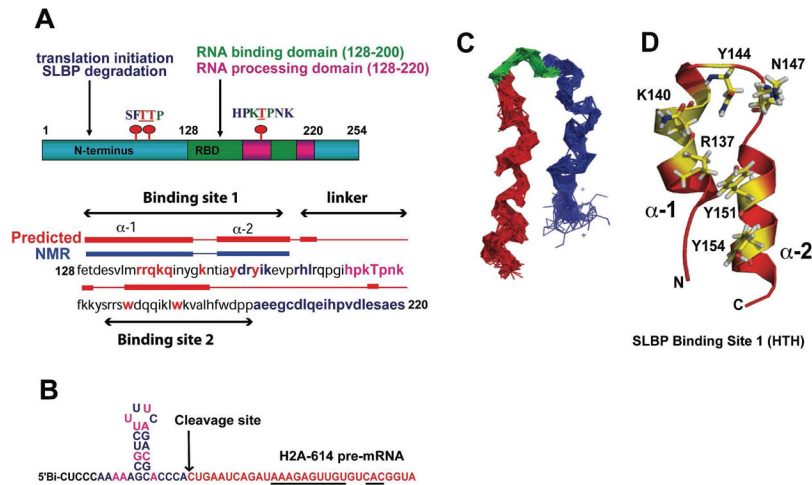 A
translation initiation
SLBP degradation
RNA binding domain (128-200)
RNA processing domain (128-220)
SFTTP
HPKTPNK
1 128 220 254
N-terminus RBD
Binding site 1 linker
α-1 α-2
Predicted
NMR
128 fetdesvlmrrqkqinygkntiaydryikevprhlrqpgihpkTpnk
fkkysrrswdqqiklwkvalhfwdppaeegcdlqeihpvdlesaes 220
Binding site 2
B
U U
U C
U A
U G
C A
Cleavage site
H2A-614 pre-mRNA
5'Bi-CUCCCAAAAAGCACCCACUGAAUCAGAUAAAGAGUUGUGUCACGGUA
C
D
Y144
N147
K140
R137
α-1
Y151
Y154
α-2
N
C
SLBP Binding Site 1 (HTH)